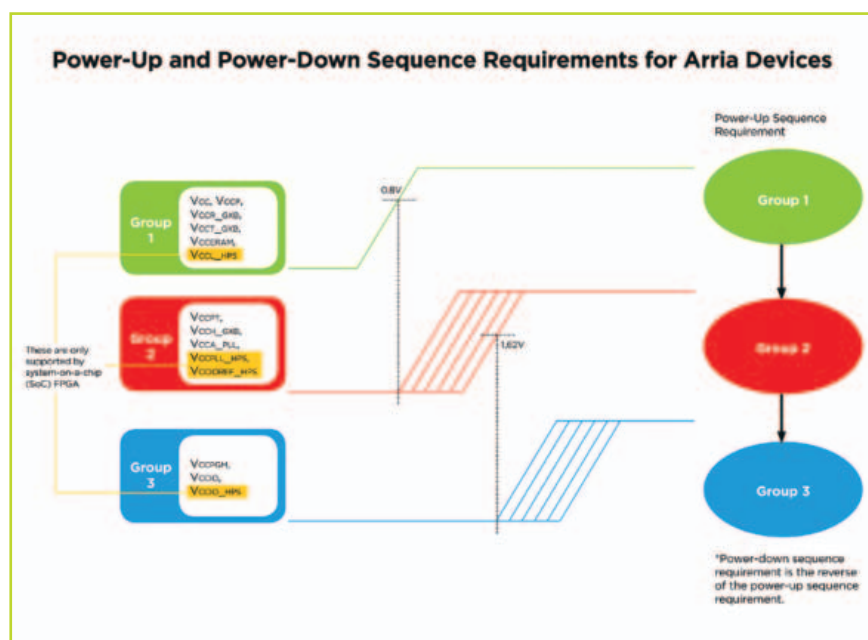 Power-Up and Power-Down Sequence Requirements for Arria Devices
Power-Up Sequence
Requirement
0.8V
Group
1
VCC, VCCP,
VCCR_GXB,
VCCT_GXB,
VCCERAM,
VCCL_HPS
Group 1
Group
2
VCCPT,
VCCH_GXB,
VCCA_PLL,
VCCPLL_HPS,
VCCIOREF_HPS
1.62V
Group 2
These are only
supported by
system-on-a-chip
(SoC) FPGA
Group
3
VCCPGM,
VCCIO,
VCCIO_HPS
Group 3
*Power-down sequence
requirement is the reverse
of the power-up sequence
requirement.